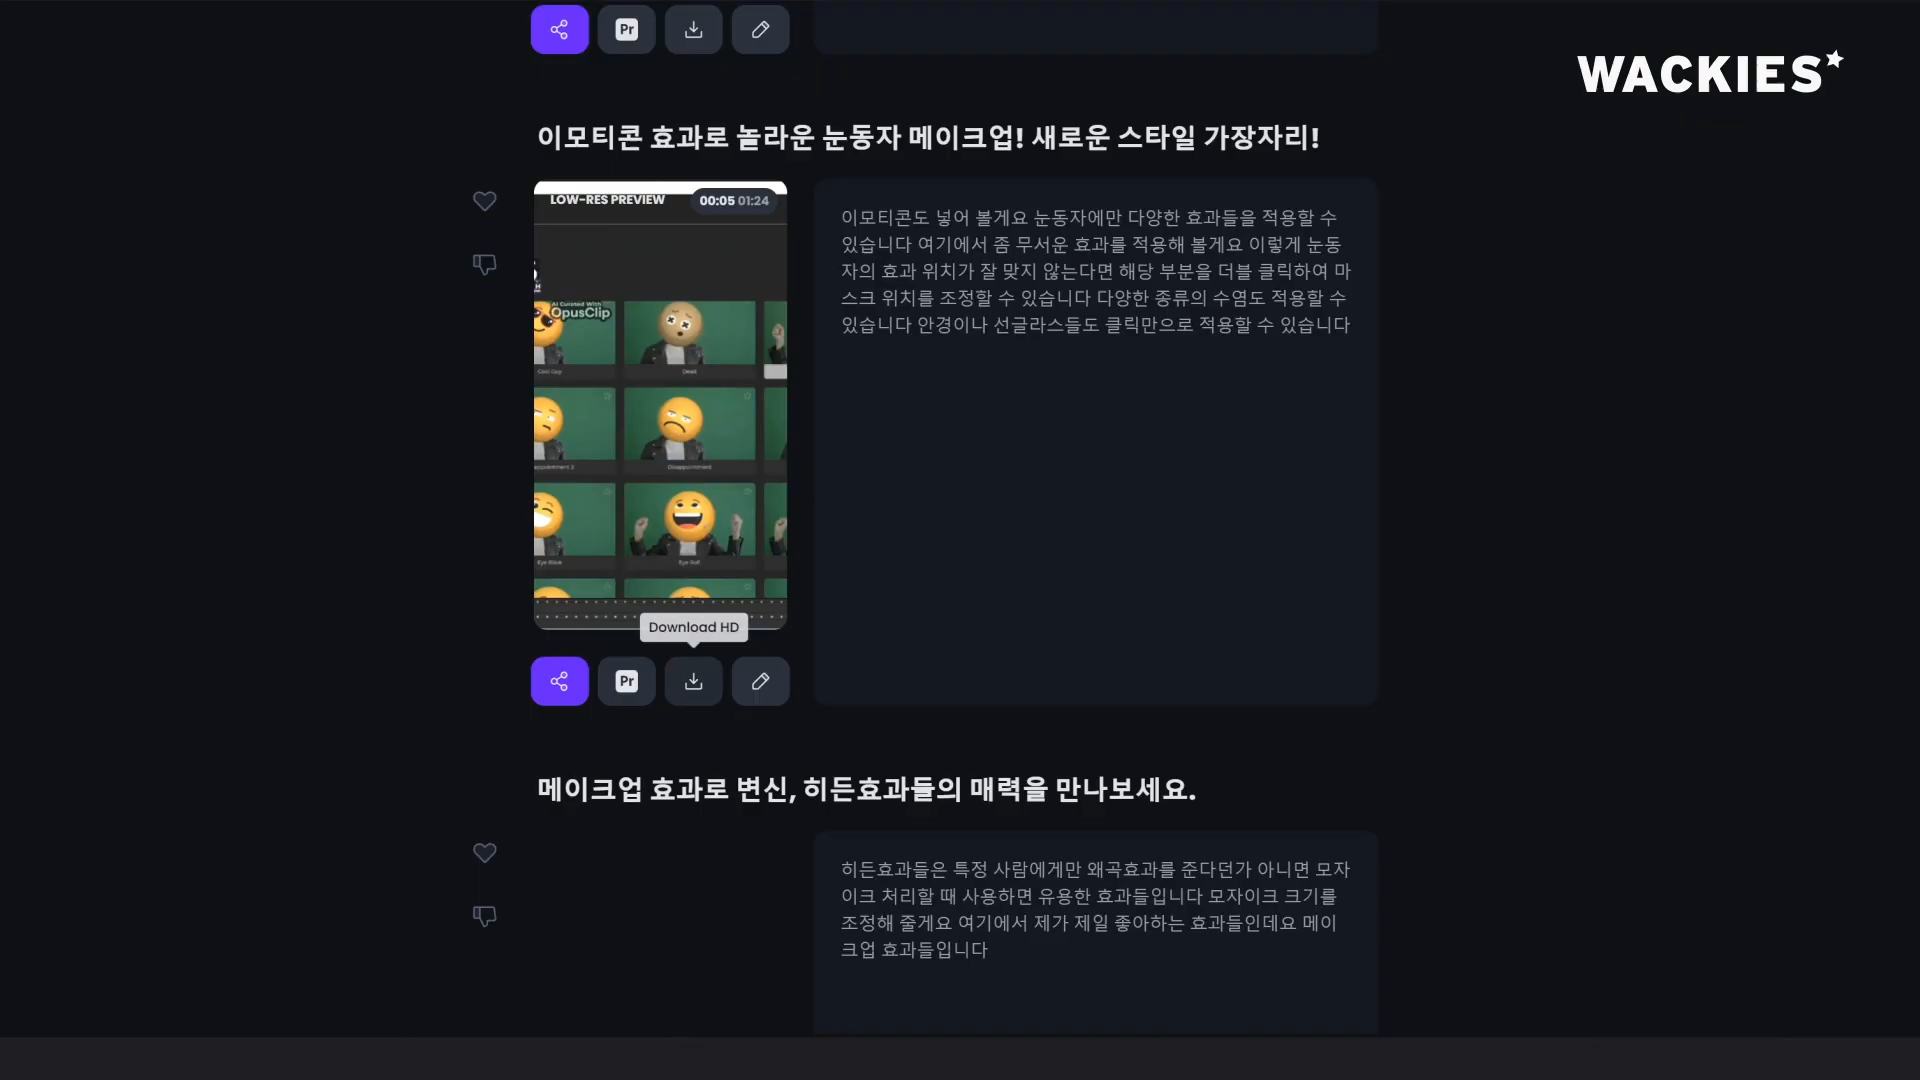 Pr
WACKIES
이모티콘 효과로 놀라운 눈동자 메이크업! 새로운 스타일 가장자리!
LOW-RES PREVIEW
00:05 01:24
이모티콘도 넣어 볼게요 눈동자에만 다양한 효과들을 적용할 수
있습니다 여기에서 좀 무서운 효과를 적용해 볼게요 이렇게 눈동
자의 효과 위치가 잘 맞지 않는다면 해당 부분을 더블 클릭하여 마
스크 위치를 조정할 수 있습니다 다양한 종류의 수염도 적용할 수
있습니다 안경이나 선글라스들도 클릭만으로 적용할 수 있습니다
AI Curated With
OpusClip
Cool Guy
Dead
Disappointment
Eye Roll
Download HD
Pr
메이크업 효과로 변신, 히든효과들의 매력을 만나보세요.
히든효과들은 특정 사람에게만 왜곡효과를 준다던가 아니면 모자
이크 처리할 때 사용하면 유용한 효과들입니다 모자이크 크기를
조정해 줄게요 여기에서 제가 제일 좋아하는 효과들인데요 메이
크업 효과들입니다